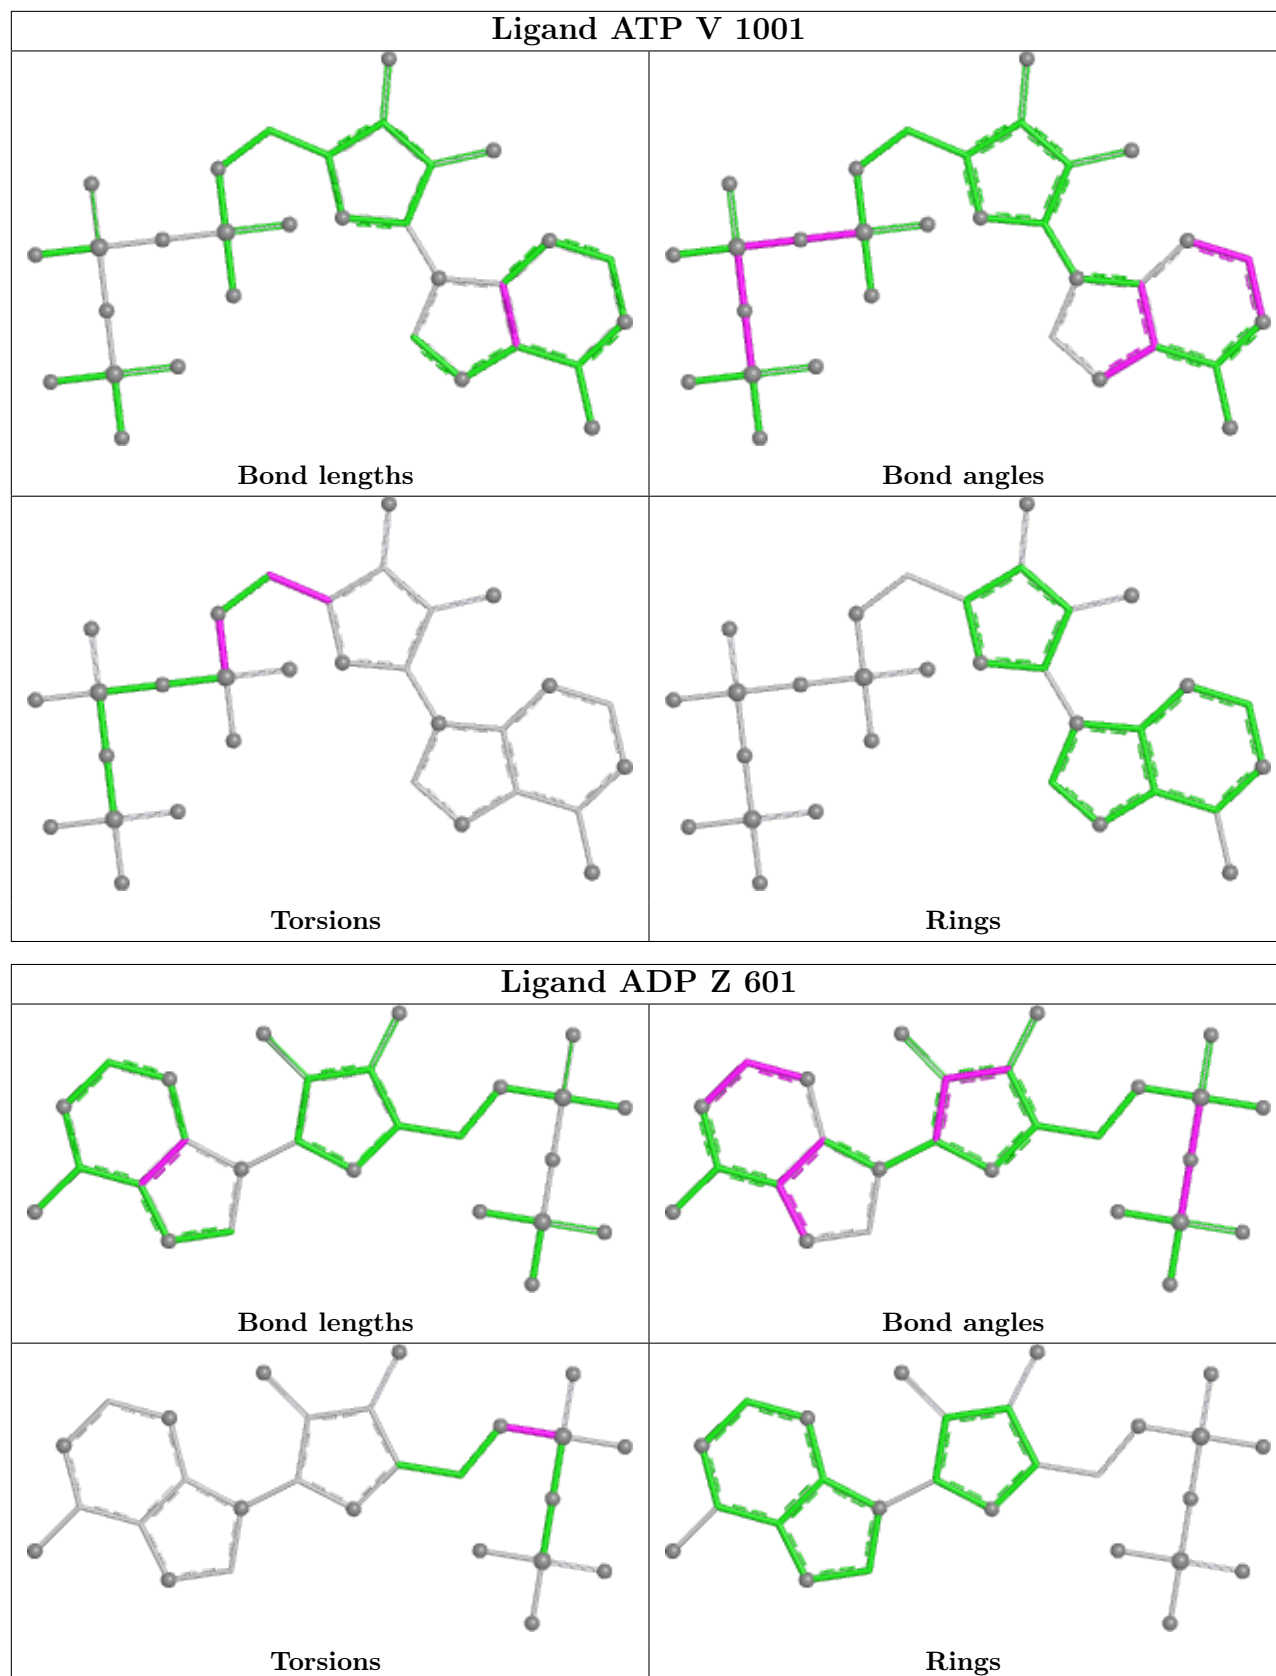 Ligand ATP V 1001
Bond lengths
Bond angles
Torsions
Rings
Ligand ADP Z 601
Bond lengths
Bond angles
Torsions
Rings